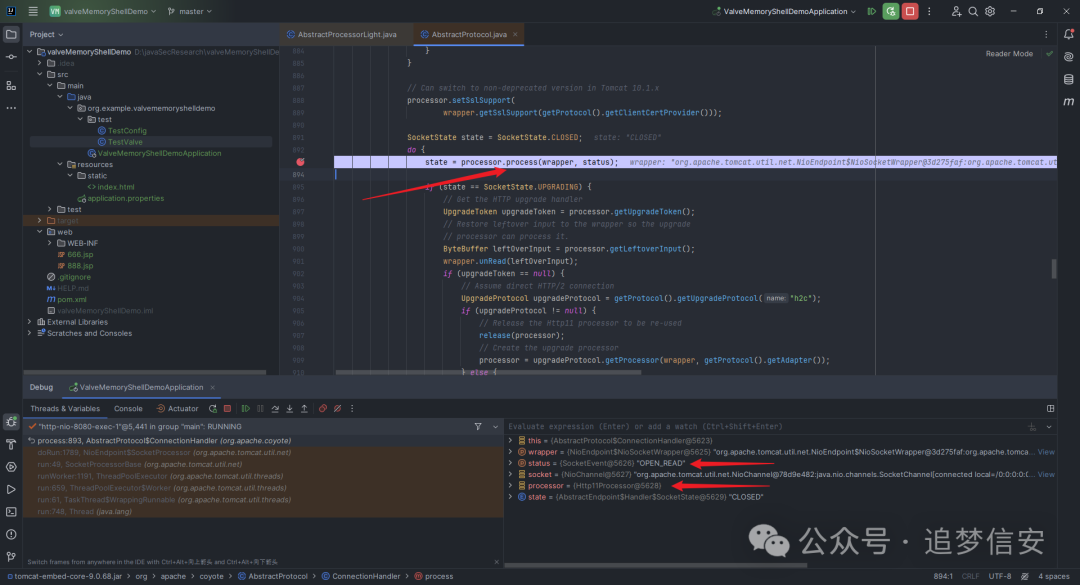 VM valveMemoryShellDemo
master
ValveMemoryShellDemoApplication
Project
AbstractProcessorLight.java
AbstractProtocol.java
Reader Mode
valveMemoryShellDemo D:\javaSecResearch\valveMemoryShellDe
.idea
src
main
java
org.example.valvememoryshelldemo
test
TestConfig
TestValve
ValveMemoryShellDemoApplication
resources
static
<> index.html
application.properties
test
target
web
WEB-INF
666.jsp
888.jsp
.gitignore
HELP.md
pom.xml
valveMemoryShellDemo.iml
External Libraries
Scratches and Consoles
884 }
885 }
886
887 // Can switch to non-deprecated version in Tomcat 10.1.x
888 processor.setSslSupport(
889 wrapper.getSslSupport(getProtocol().getClientCertProvider()));
890
891 SocketState state = SocketState.CLOSED; state: "CLOSED"
892 do {
state = processor.process(wrapper, status); wrapper: "org.apache.tomcat.util.net.NioEndpoint$NioSocketWrapper@3d275faf:org.apache.tomcat.ut
894
895 if (state == SocketState.UPGRADING) {
896 // Get the HTTP upgrade handler
897 UpgradeToken upgradeToken = processor.getUpgradeToken();
898 // Restore leftover input to the wrapper so the upgrade
899 // processor can process it.
900 ByteBuffer leftOverInput = processor.getLeftoverInput();
901 wrapper.unRead(leftOverInput);
902 if (upgradeToken == null) {
903 // Assume direct HTTP/2 connection
904 UpgradeProtocol upgradeProtocol = getProtocol().getUpgradeProtocol( name: "h2c");
905 if (upgradeProtocol != null) {
906 // Release the Http11 processor to be re-used
907 release(processor);
908 // Create the upgrade processor
909 processor = upgradeProtocol.getProcessor(wrapper, getProtocol().getAdapter());
910 } else {
Debug
ValveMemoryShellDemoApplication
Threads & Variables Console Actuator
"http-nio-8080-exec-1"@5,441 in group "main": RUNNING
process:893, AbstractProtocol$ConnectionHandler (org.apache.coyote)
doRun:1789, NioEndpoint$SocketProcessor (org.apache.tomcat.util.net)
run:49, SocketProcessorBase (org.apache.tomcat.util.net)
runWorker:1191, ThreadPoolExecutor (org.apache.tomcat.util.threads)
run:659, ThreadPoolExecutor$Worker (org.apache.tomcat.util.threads)
run:61, TaskThread$WrappingRunnable (org.apache.tomcat.util.threads)
run:748, Thread (java.lang)
Switch frames from anywhere in the IDE with Ctrl+Alt+向上箭头 and Ctrl+Alt+向下箭头
Evaluate expression (Enter) or add a watch (Ctrl+Shift+Enter)
this = {AbstractProtocol$ConnectionHandler@5623}
wrapper = {NioEndpoint$NioSocketWrapper@5625} "org.apache.tomcat.util.net.NioEndpoint$NioSocketWrapper@3d275faf:org.apache.tomca... View
status = {SocketEvent@5626} "OPEN_READ"
socket = {NioChannel@5627} "org.apache.tomcat.util.net.NioChannel@78d9e482:java.nio.channels.SocketChannel[connected local=/0:0:0:0:... View
processor = {Http11Processor@5628}
state = {AbstractEndpoint$Handler$SocketState@5629} "CLOSED"
公众号 · 追梦信安
tomcat-embed-core-9.0.68.jar > org > apache > coyote > AbstractProtocol > ConnectionHandler > process
894:1 CRLF UTF-8 4 spaces